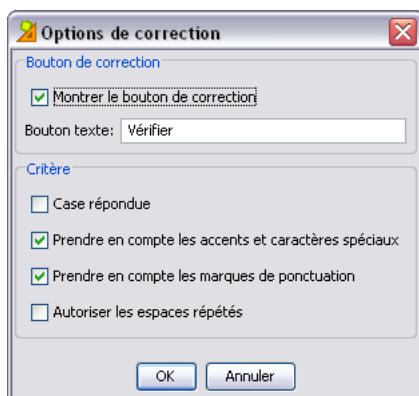 Options de correction
Bouton de correction
Montrer le bouton de correction
Bouton texte: Vérifier
Critère
Case répondue
Prendre en compte les accents et caractères spéciaux
Prendre en compte les marques de ponctuation
Autoriser les espaces répétés
OK Annuler